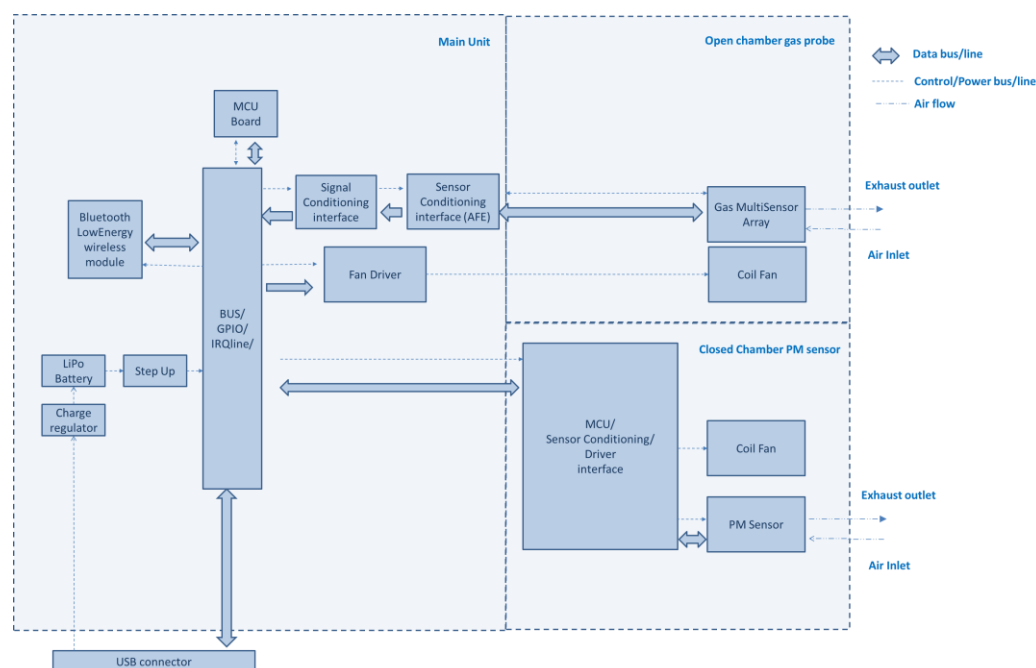 Main Unit
Open chamber gas probe
Data bus/line
Control/Power bus/line
Air flow
MCU
Board
Signal
Conditioning
interface
Sensor
Conditioning
interface (AFE)
Gas MultiSensor
Array
Exhaust outlet
Air Inlet
Bluetooth
LowEnergy
wireless
module
Fan Driver
Coil Fan
BUS/
GPIO/
IRQline/
Closed Chamber PM sensor
LiPo
Battery
Step Up
Charge
regulator
MCU/
Sensor Conditioning/
Driver
interface
Coil Fan
PM Sensor
Exhaust outlet
Air Inlet
USB connector